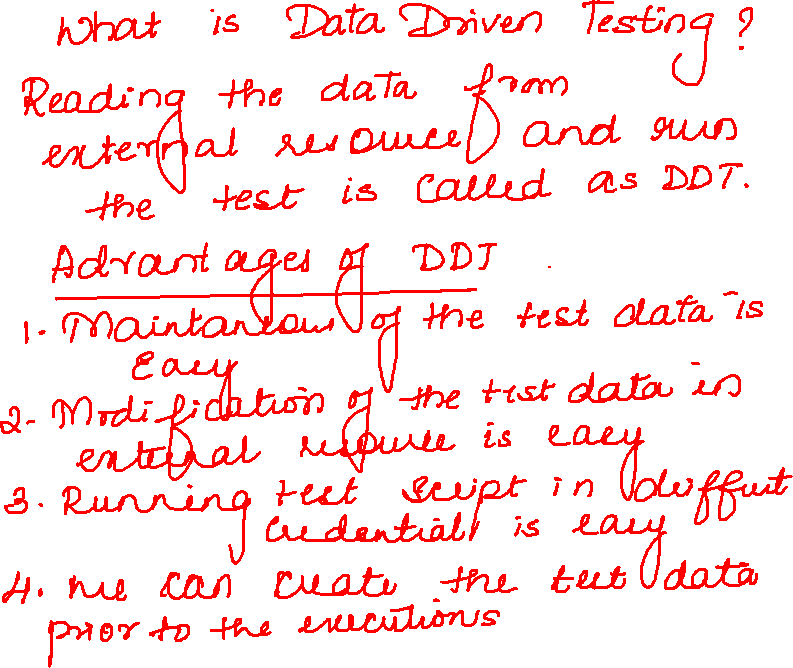 What is Data Driven Testing?
Reading the data from
external resource and run
the test is called as DDT.
Advantages of DDT
1. Maintanance of the test data is
Easy
2. Modification of the test data in
external resource is easy
3. Running test script in different
credentials is easy
4. we can create the test data
prior to the executions